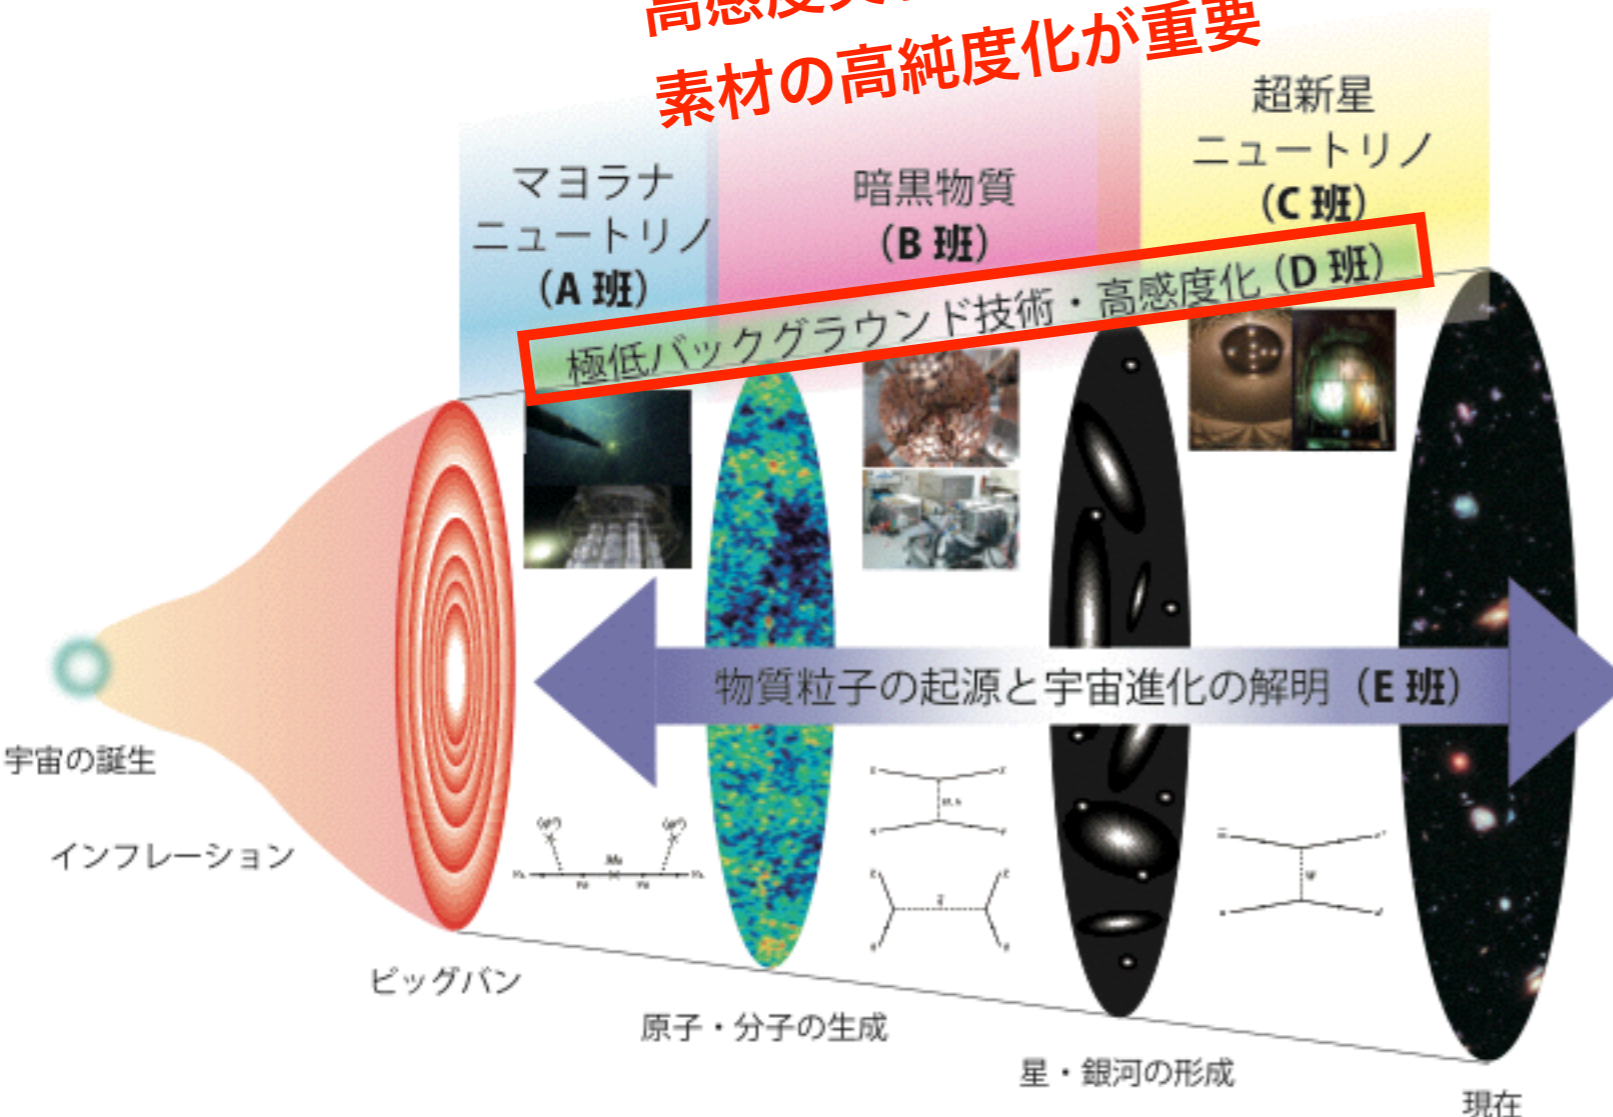 高感度
素材の高純度化が重要
マヨラナ
ニュートリノ
（A 班）
暗黒物質
（B 班）
超新星
ニュートリノ
（C 班）
極低バックグラウンド技術・高感度化（D 班）
物質粒子の起源と宇宙進化の解明（E 班）
宇宙の誕生
インフレーション
ビッグバン
原子・分子の生成
星・銀河の形成
現在